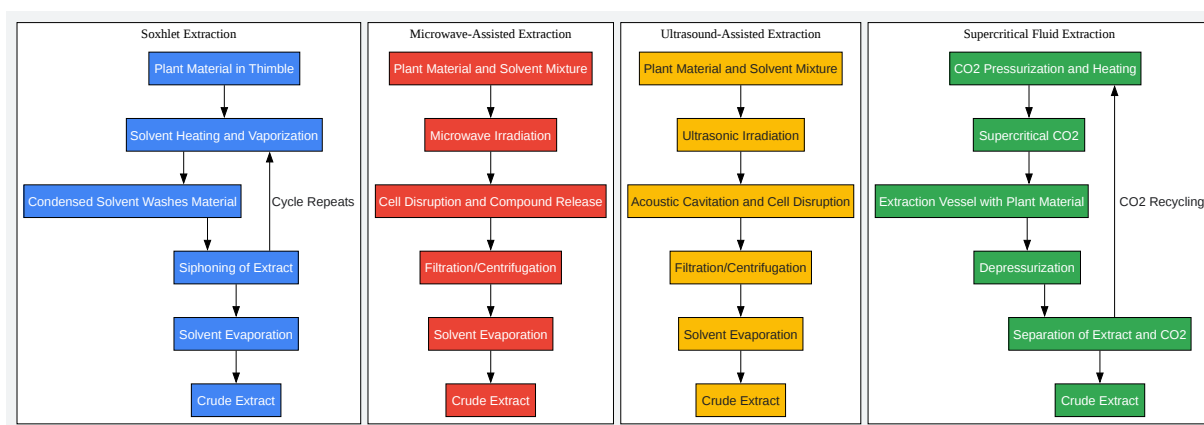 Soxhlet Extraction
Plant Material in Thimble
Solvent Heating and Vaporization
Condensed Solvent Washes Material
Cycle Repeats
Siphoning of Extract
Solvent Evaporation
Crude Extract
Microwave-Assisted Extraction
Plant Material and Solvent Mixture
Microwave Irradiation
Cell Disruption and Compound Release
Filtration/Centrifugation
Solvent Evaporation
Crude Extract
Ultrasound-Assisted Extraction
Plant Material and Solvent Mixture
Ultrasonic Irradiation
Acoustic Cavitation and Cell Disruption
Filtration/Centrifugation
Solvent Evaporation
Crude Extract
Supercritical Fluid Extraction
CO2 Pressurization and Heating
Supercritical CO2
Extraction Vessel with Plant Material
CO2 Recycling
Depressurization
Separation of Extract and CO2
Crude Extract